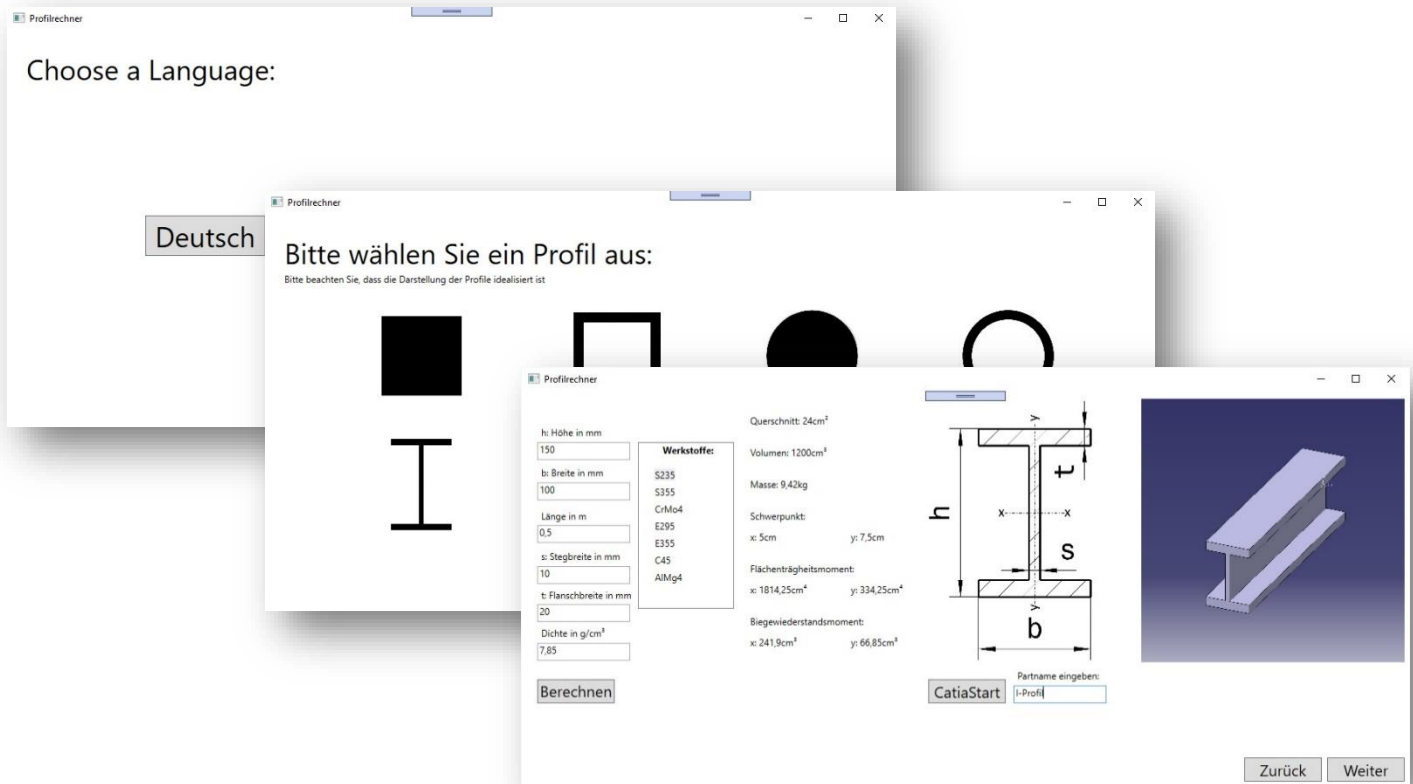 Profilrechner
Choose a Language:
Deutsch
Profilrechner
Bitte wählen Sie ein Profil aus:
Bitte beachten Sie, dass die Darstellung der Profile idealisiert ist
Profilrechner
h: Höhe in mm
150
b: Breite in mm
100
Länge in m
0,5
s: Stegbreite in mm
10
t: Flanschbreite in mm
20
Dichte in g/cm³
7,85
Berechnen
Werkstoffe:
S235
S355
CrMo4
E295
E355
C45
AlMg4
Querschnitt: 24cm²
Volumen: 1200cm³
Masse: 9,42kg
Schwerpunkt:
x: 5cm y: 7,5cm
Flächenträgheitsmoment:
x: 1814,25cm⁴ y: 334,25cm⁴
Biegewiederstandsmoment:
x: 241,9cm³ y: 66,85cm³
y
t
h
x x
s
y
b
CatiaStart
Partname eingeben:
I-Profil
Zurück Weiter